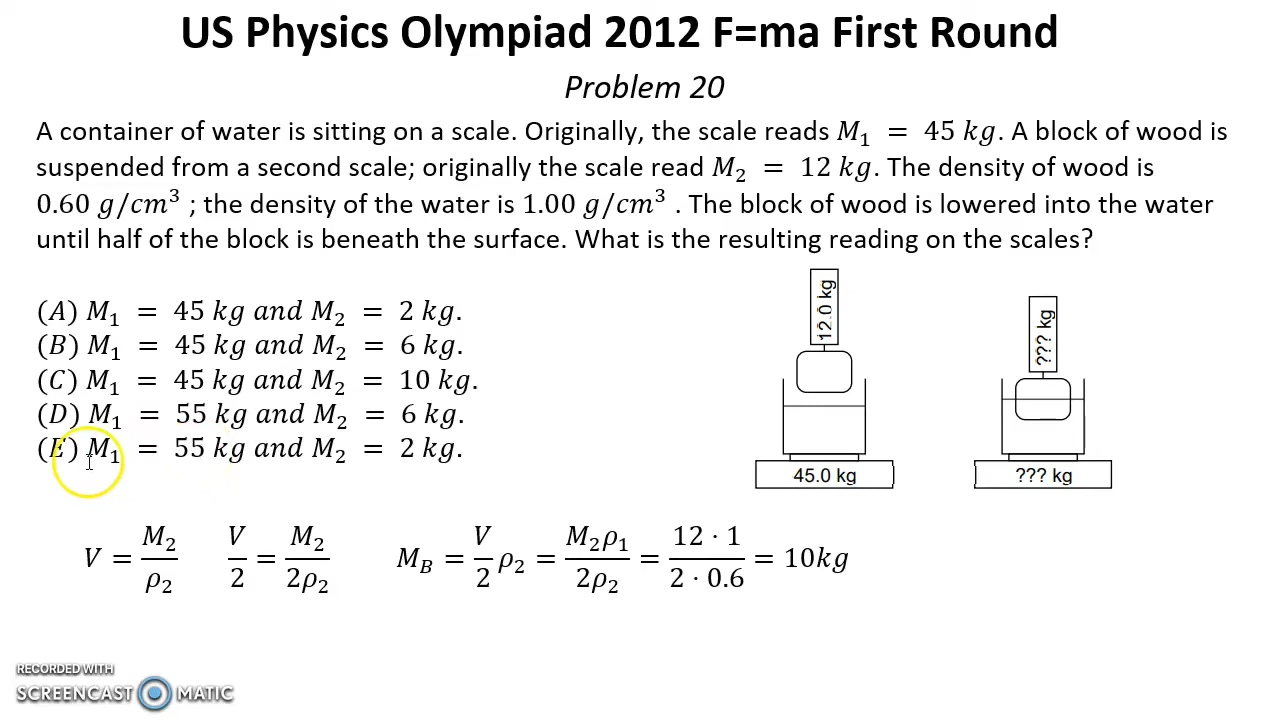 US Physics Olympiad 2012 F=ma First Round
Problem 20
A container of water is sitting on a scale. Originally, the scale reads M₁ = 45 kg. A block of wood is
suspended from a second scale; originally the scale read M₂ = 12 kg. The density of wood is
0.60 g/cm³ ; the density of the water is 1.00 g/cm³ . The block of wood is lowered into the water
until half of the block is beneath the surface. What is the resulting reading on the scales?
(A) M₁ = 45 kg and M₂ = 2 kg.
(B) M₁ = 45 kg and M₂ = 6 kg.
(C) M₁ = 45 kg and M₂ = 10 kg.
(D) M₁ = 55 kg and M₂ = 6 kg.
(E) M₁ = 55 kg and M₂ = 2 kg.
12.0 kg
??? kg
45.0 kg
??? kg
V = M₂/ρ₂ V/2 = M₂/2ρ₂ M_B = V/2 ρ₂ = M₂ρ₁/2ρ₂ = 12 · 1/2 · 0.6 = 10kg
RECORDED WITH
SCREENCAST MATIC